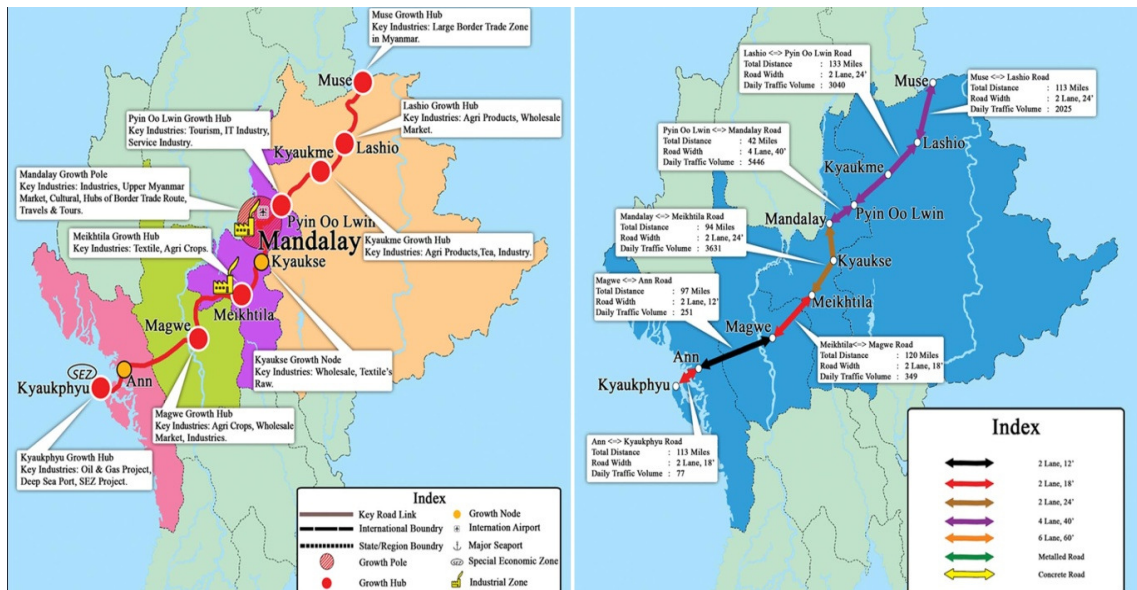 Muse Growth Hub
Key Industries: Large Border Trade Zone
in Myanmar.
Muse
Lashio Growth Hub
Key Industries: Agri Products, Wholesale
Market.
Pyin Oo Lwin Growth Hub
Key Industries: Tourism, IT Industry,
Service Industry.
Lashio
Kyaukme
Mandalay Growth Pole
Key Industries: Industries, Upper Myanmar
Market, Cultural, Hubs of Border Trade Route,
Travels & Tours.
Pyin Oo Lwin
Mandalay
Meikhtila Growth Hub
Key Industries: Textile, Agri Crops.
Kyaukme Growth Hub
Key Industries: Agri Products,Tea, Industry.
Kyaukse
Meikhtila
Magwe
Kyaukse Growth Node
Key Industries: Wholesale, Textile's
Raw.
SEZ
Ann
Kyaukphyu
Magwe Growth Hub
Key Industries: Agri Crops, Wholesale
Market, Industries.
Kyaukphyu Growth Hub
Key Industries: Oil & Gas Project,
Deep Sea Port, SEZ Project.
Index
Key Road Link
International Boundry
State/Region Boundry
Growth Pole
Growth Hub
Growth Node
Internation Airport
Major Seaport
SEZ Special Economic Zone
Industrial Zone
Lashio <=> Pyin Oo Lwin Road
Total Distance : 133 Miles
Road Width : 2 Lane, 24'
Daily Traffic Volume : 3040
Muse
Muse <=> Lashio Road
Total Distance : 113 Miles
Road Width : 2 Lane, 24'
Daily Traffic Volume : 2025
Pyin Oo Lwin <=> Mandalay Road
Total Distance : 42 Miles
Road Width : 4 Lane, 40'
Daily Traffic Volume : 5446
Lashio
Kyaukme
Pyin Oo Lwin
Mandalay
Mandalay <=> Meikhtila Road
Total Distance : 94 Miles
Road Width : 2 Lane, 24'
Daily Traffic Volume : 3631
Kyaukse
Magwe <=> Ann Road
Total Distance : 97 Miles
Road Width : 2 Lane, 12'
Daily Traffic Volume : 251
Meikhtila
Magwe
Meikhtila<=> Magwe Road
Total Distance : 120 Miles
Road Width : 2 Lane, 18'
Daily Traffic Volume : 349
Ann
Kyaukphyu
Ann <=> Kyaukphyu Road
Total Distance : 113 Miles
Road Width : 2 Lane, 18'
Daily Traffic Volume : 77
Index
2 Lane, 12'
2 Lane, 18'
2 Lane, 24'
4 Lane, 40'
6 Lane, 60'
Metalled Road
Concrete Road